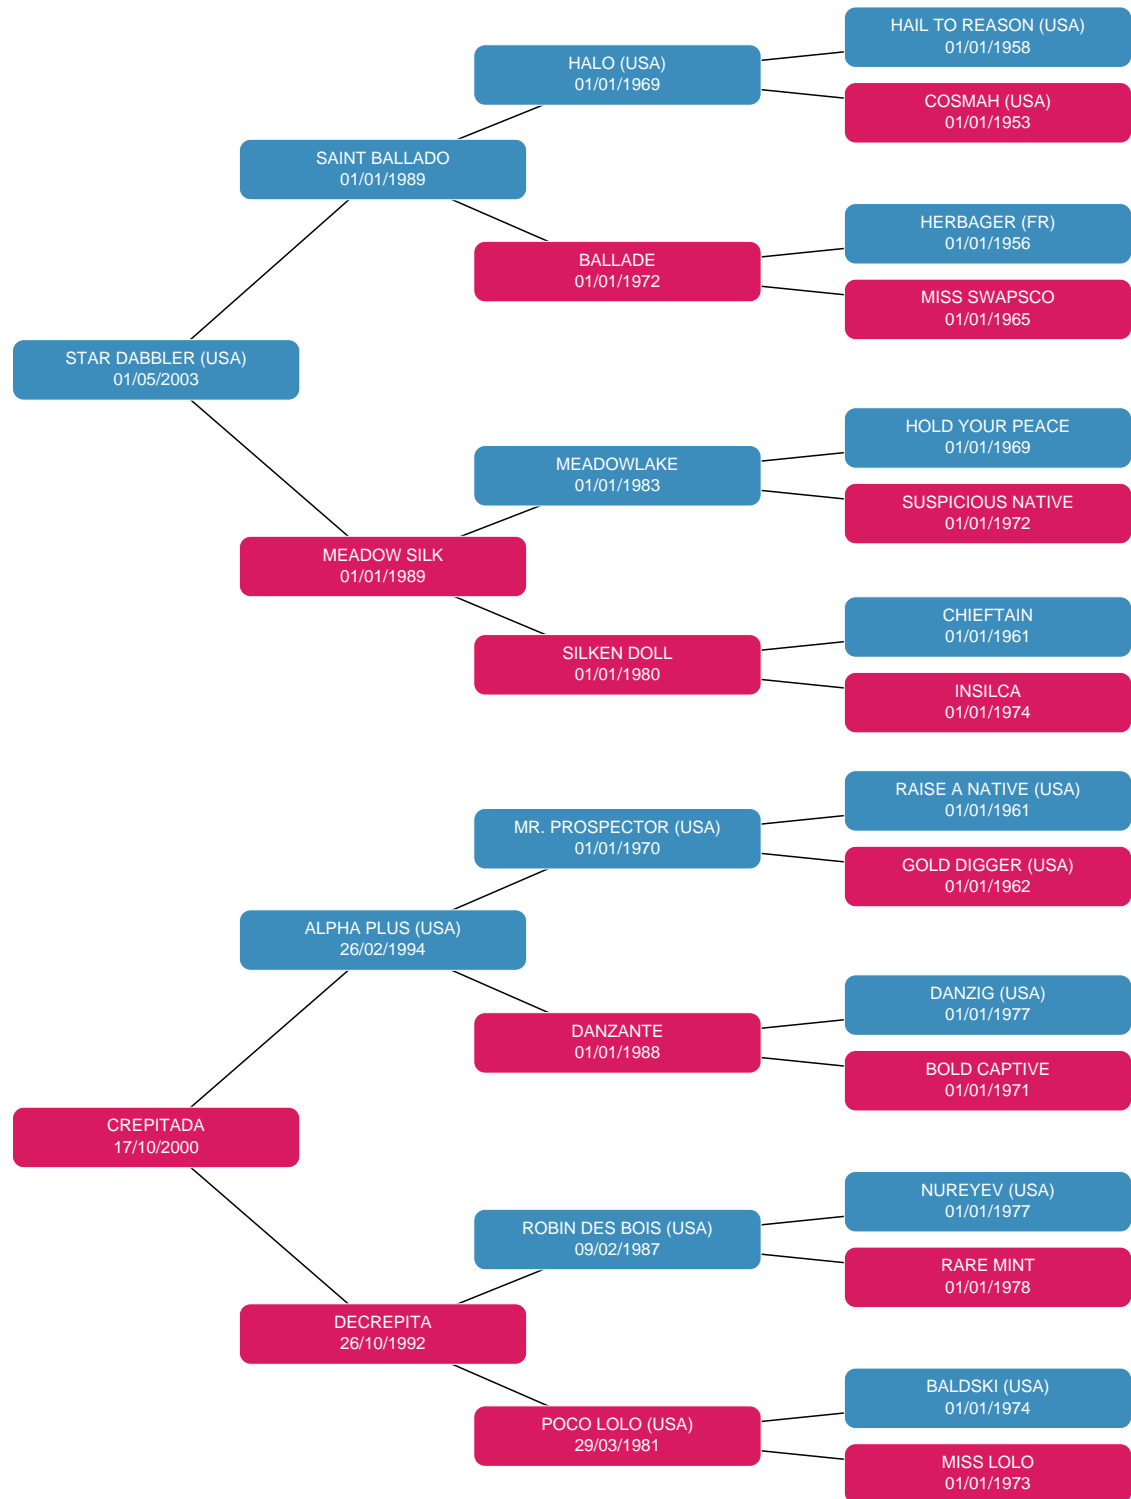 HAIL TO REASON (USA)
01/01/1958
HALO (USA)
01/01/1969
COSMAH (USA)
01/01/1953
SAINT BALLADO
01/01/1989
HERBAGER (FR)
01/01/1956
BALLADE
01/01/1972
MISS SWAPSCO
01/01/1965
STAR DABBLER (USA)
01/05/2003
HOLD YOUR PEACE
01/01/1969
MEADOWLAKE
01/01/1983
SUSPICIOUS NATIVE
01/01/1972
MEADOW SILK
01/01/1989
CHIEFTAIN
01/01/1961
SILKEN DOLL
01/01/1980
INSILCA
01/01/1974
RAISE A NATIVE (USA)
01/01/1961
MR. PROSPECTOR (USA)
01/01/1970
GOLD DIGGER (USA)
01/01/1962
ALPHA PLUS (USA)
26/02/1994
DANZIG (USA)
01/01/1977
DANZANTE
01/01/1988
BOLD CAPTIVE
01/01/1971
CREPITADA
17/10/2000
NUREYEV (USA)
01/01/1977
ROBIN DES BOIS (USA)
09/02/1987
RARE MINT
01/01/1978
DECREPITA
26/10/1992
BALDSKI (USA)
01/01/1974
POCO LOLO (USA)
29/03/1981
MISS LOLO
01/01/1973